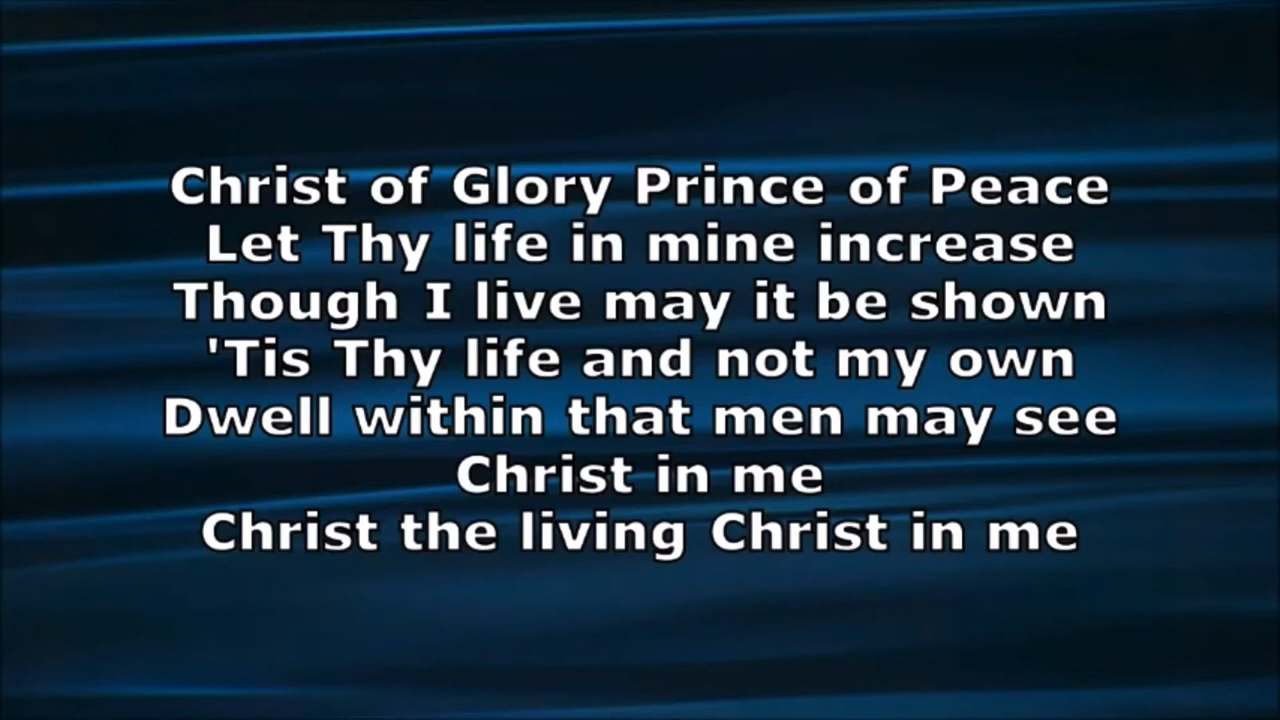 Christ of Glory Prince of Peace
Let Thy life in mine increase
Though I live may it be shown
'Tis Thy life and not my own
Dwell within that men may see
Christ in me
Christ the living Christ in me